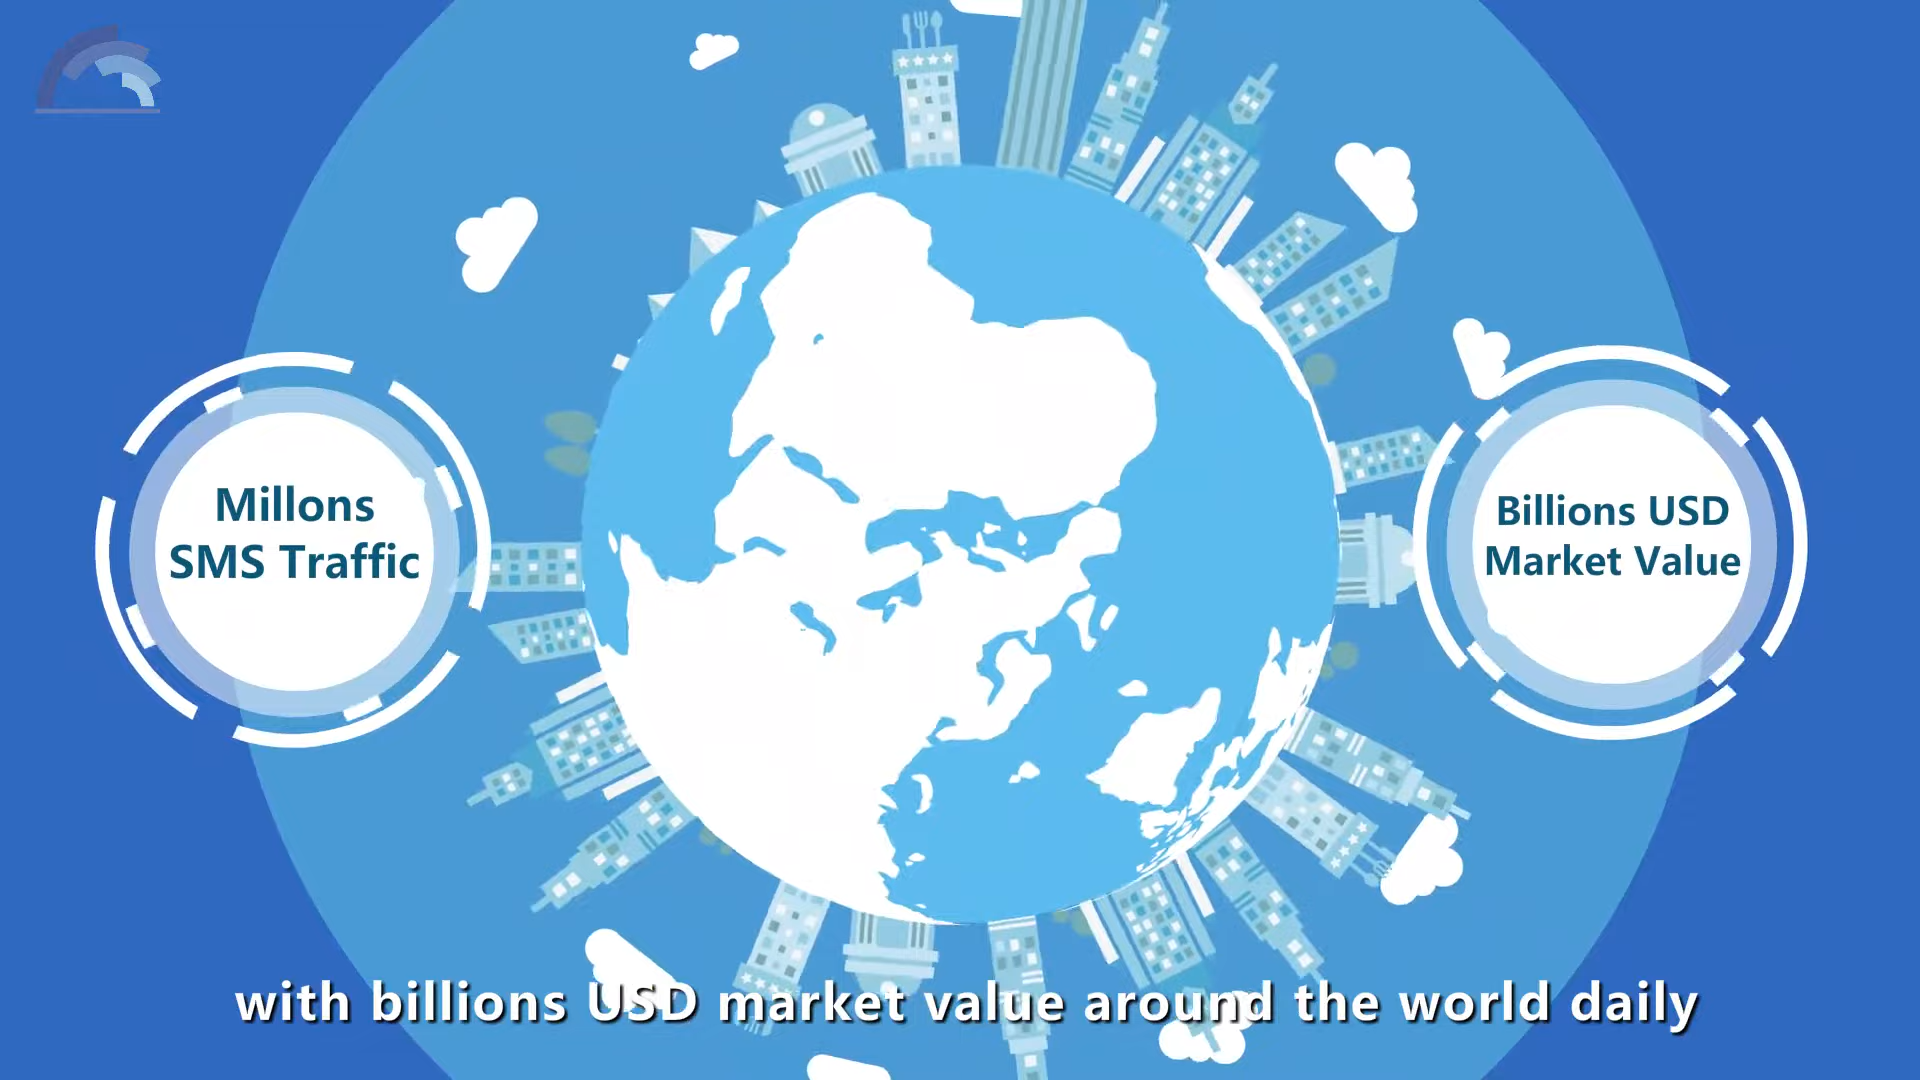 Millons
SMS Traffic
Billions USD
Market Value
with billions USD market value around the world daily